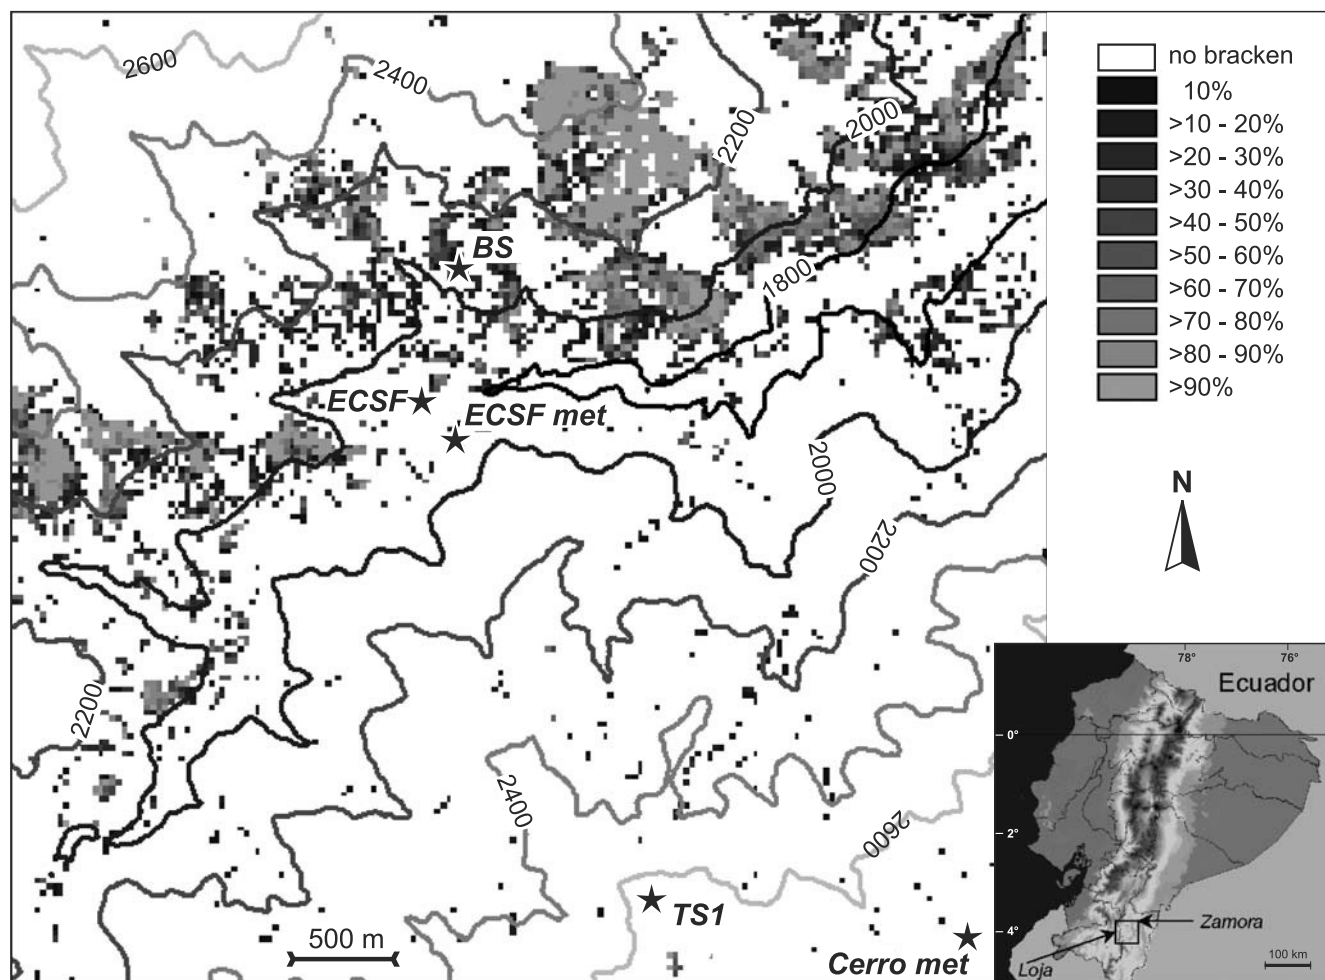 2600
2400
2200
2000
1800
BS
ECSF
ECSF met
2000
2200
2200
2400
2600
TS1
Cerro met
500 m
no bracken
10%
>10 - 20%
>20 - 30%
>30 - 40%
>40 - 50%
>50 - 60%
>60 - 70%
>70 - 80%
>80 - 90%
>90%
N
78° 76°
Ecuador
0°
2°
4°
Zamora
Loja
100 km